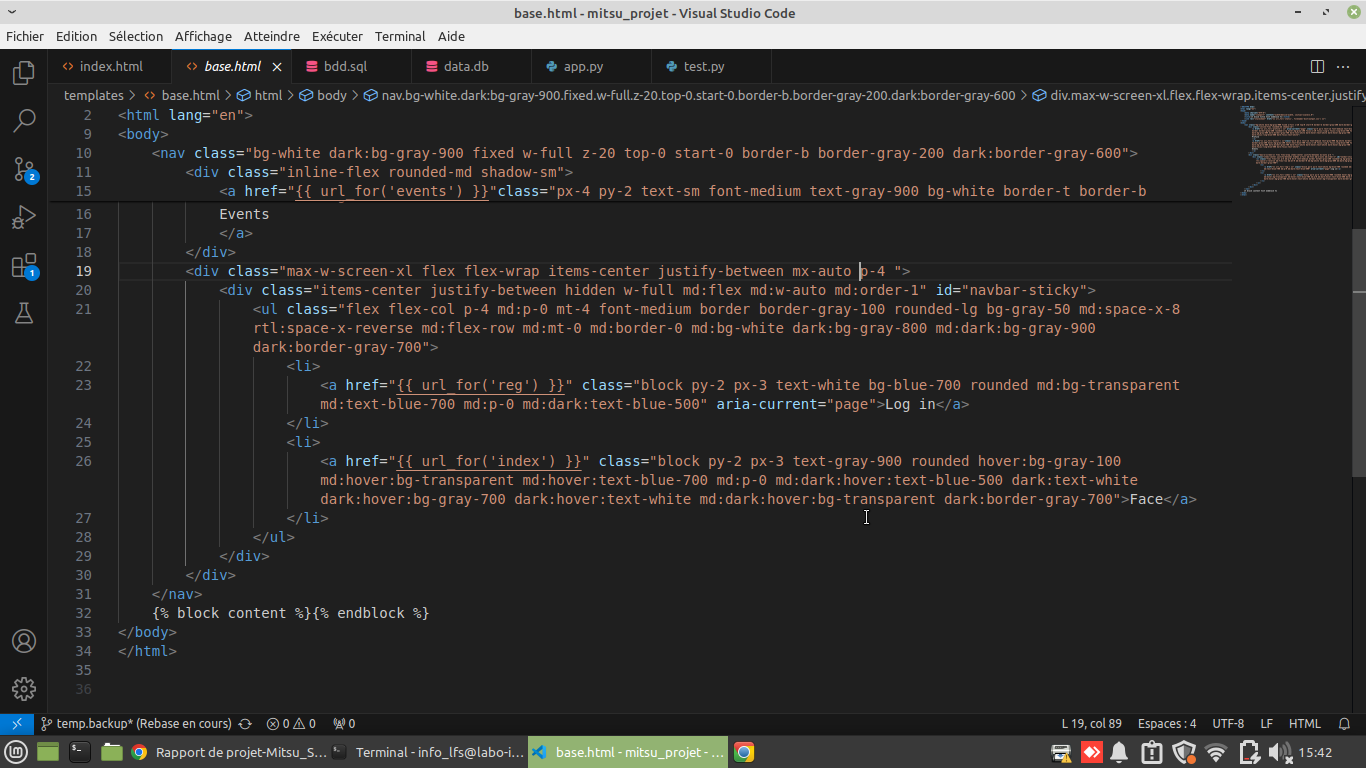 base.html - mitsu_projet - Visual Studio Code
Fichier Edition Sélection Affichage Atteindre Exécuter Terminal Aide
index.html base.html bdd.sql data.db app.py test.py
templates > base.html > html > body > nav.bg-white.dark:bg-gray-900.fixed.w-full.z-20.top-0.start-0.border-b.border-gray-200.dark:border-gray-600 > div.max-w-screen-xl.flex.flex-wrap.items-center.justify
2 <html lang="en">
9 <body>
10 <nav class="bg-white dark:bg-gray-900 fixed w-full z-20 top-0 start-0 border-b border-gray-200 dark:border-gray-600">
11 <div class="inline-flex rounded-md shadow-sm">
15 <a href="{{ url_for('events') }}"class="px-4 py-2 text-sm font-medium text-gray-900 bg-white border-t border-b
16 Events
17 </a>
18 </div>
19 <div class="max-w-screen-xl flex flex-wrap items-center justify-between mx-auto p-4 ">
20 <div class="items-center justify-between hidden w-full md:flex md:w-auto md:order-1" id="navbar-sticky">
21 <ul class="flex flex-col p-4 md:p-0 mt-4 font-medium border border-gray-100 rounded-lg bg-gray-50 md:space-x-8
rtl:space-x-reverse md:flex-row md:mt-0 md:border-0 md:bg-white dark:bg-gray-800 md:dark:bg-gray-900
dark:border-gray-700">
22 <li>
23 <a href="{{ url_for('reg') }}" class="block py-2 px-3 text-white bg-blue-700 rounded md:bg-transparent
md:text-blue-700 md:p-0 md:dark:text-blue-500" aria-current="page">Log in</a>
24 </li>
25 <li>
26 <a href="{{ url_for('index') }}" class="block py-2 px-3 text-gray-900 rounded hover:bg-gray-100
md:hover:bg-transparent md:hover:text-blue-700 md:p-0 md:dark:hover:text-blue-500 dark:text-white
dark:hover:bg-gray-700 dark:hover:text-white md:dark:hover:bg-transparent dark:border-gray-700">Face</a>
27 </li>
28 </ul>
29 </div>
30 </div>
31 </nav>
32 {% block content %}{% endblock %}
33 </body>
34 </html>
35
36
2
1
temp.backup* (Rebase en cours) 0 0 0 L 19, col 89 Espaces : 4 UTF-8 LF HTML
Rapport de projet-Mitsu_S... Terminal - info_lfs@labo-i... base.html - mitsu_projet - ... 15:42